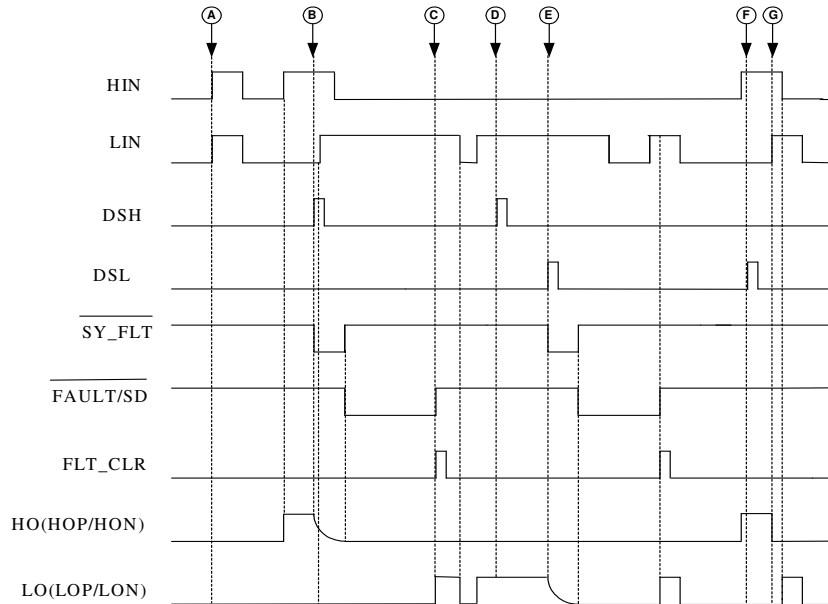 A B C D E F G
HIN
LIN
DSH
DSL
SY_FLT
FAULT/SD
FLT_CLR
HO(HOP/HON)
LO(LOP/LON)